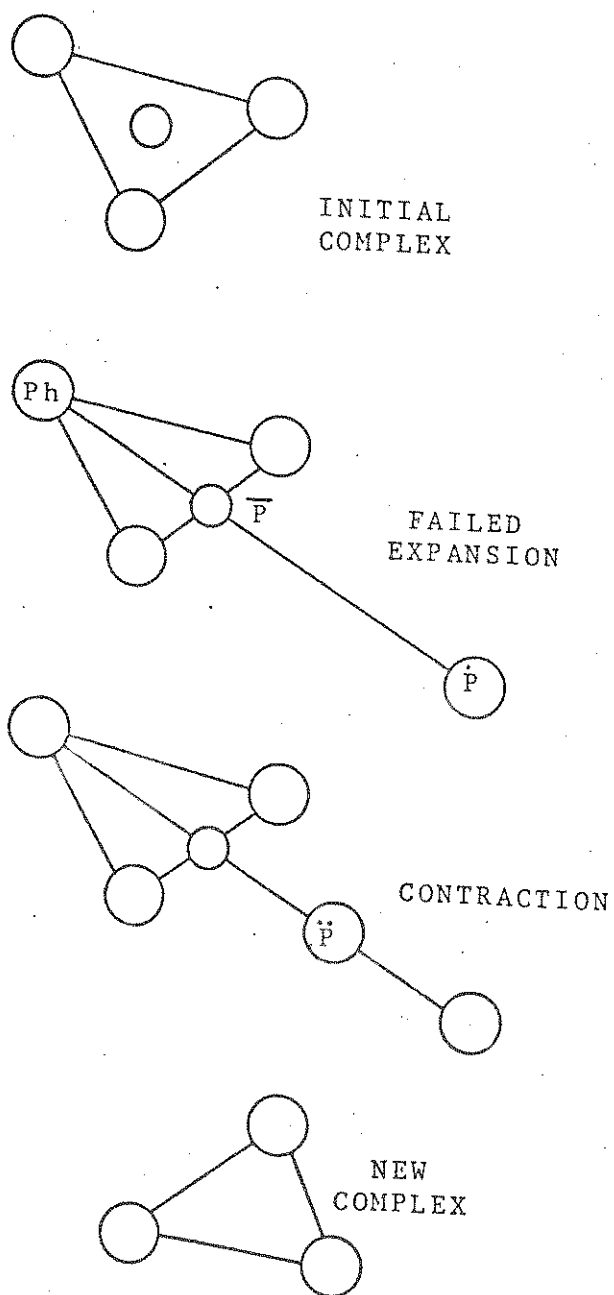 INITIAL
COMPLEX
Ph
P̅
FAILED
EXPANSION
Ṗ
CONTRACTION
P̈
NEW
COMPLEX